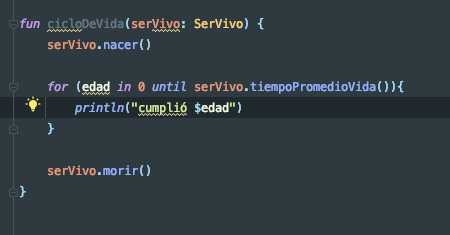 fun cicloDeVida(serVivo: SerVivo) {
serVivo.nacer()
for (edad in 0 until serVivo.tiempoPromedioVida()){
println("cumplió $edad")
}
serVivo.morir()
}